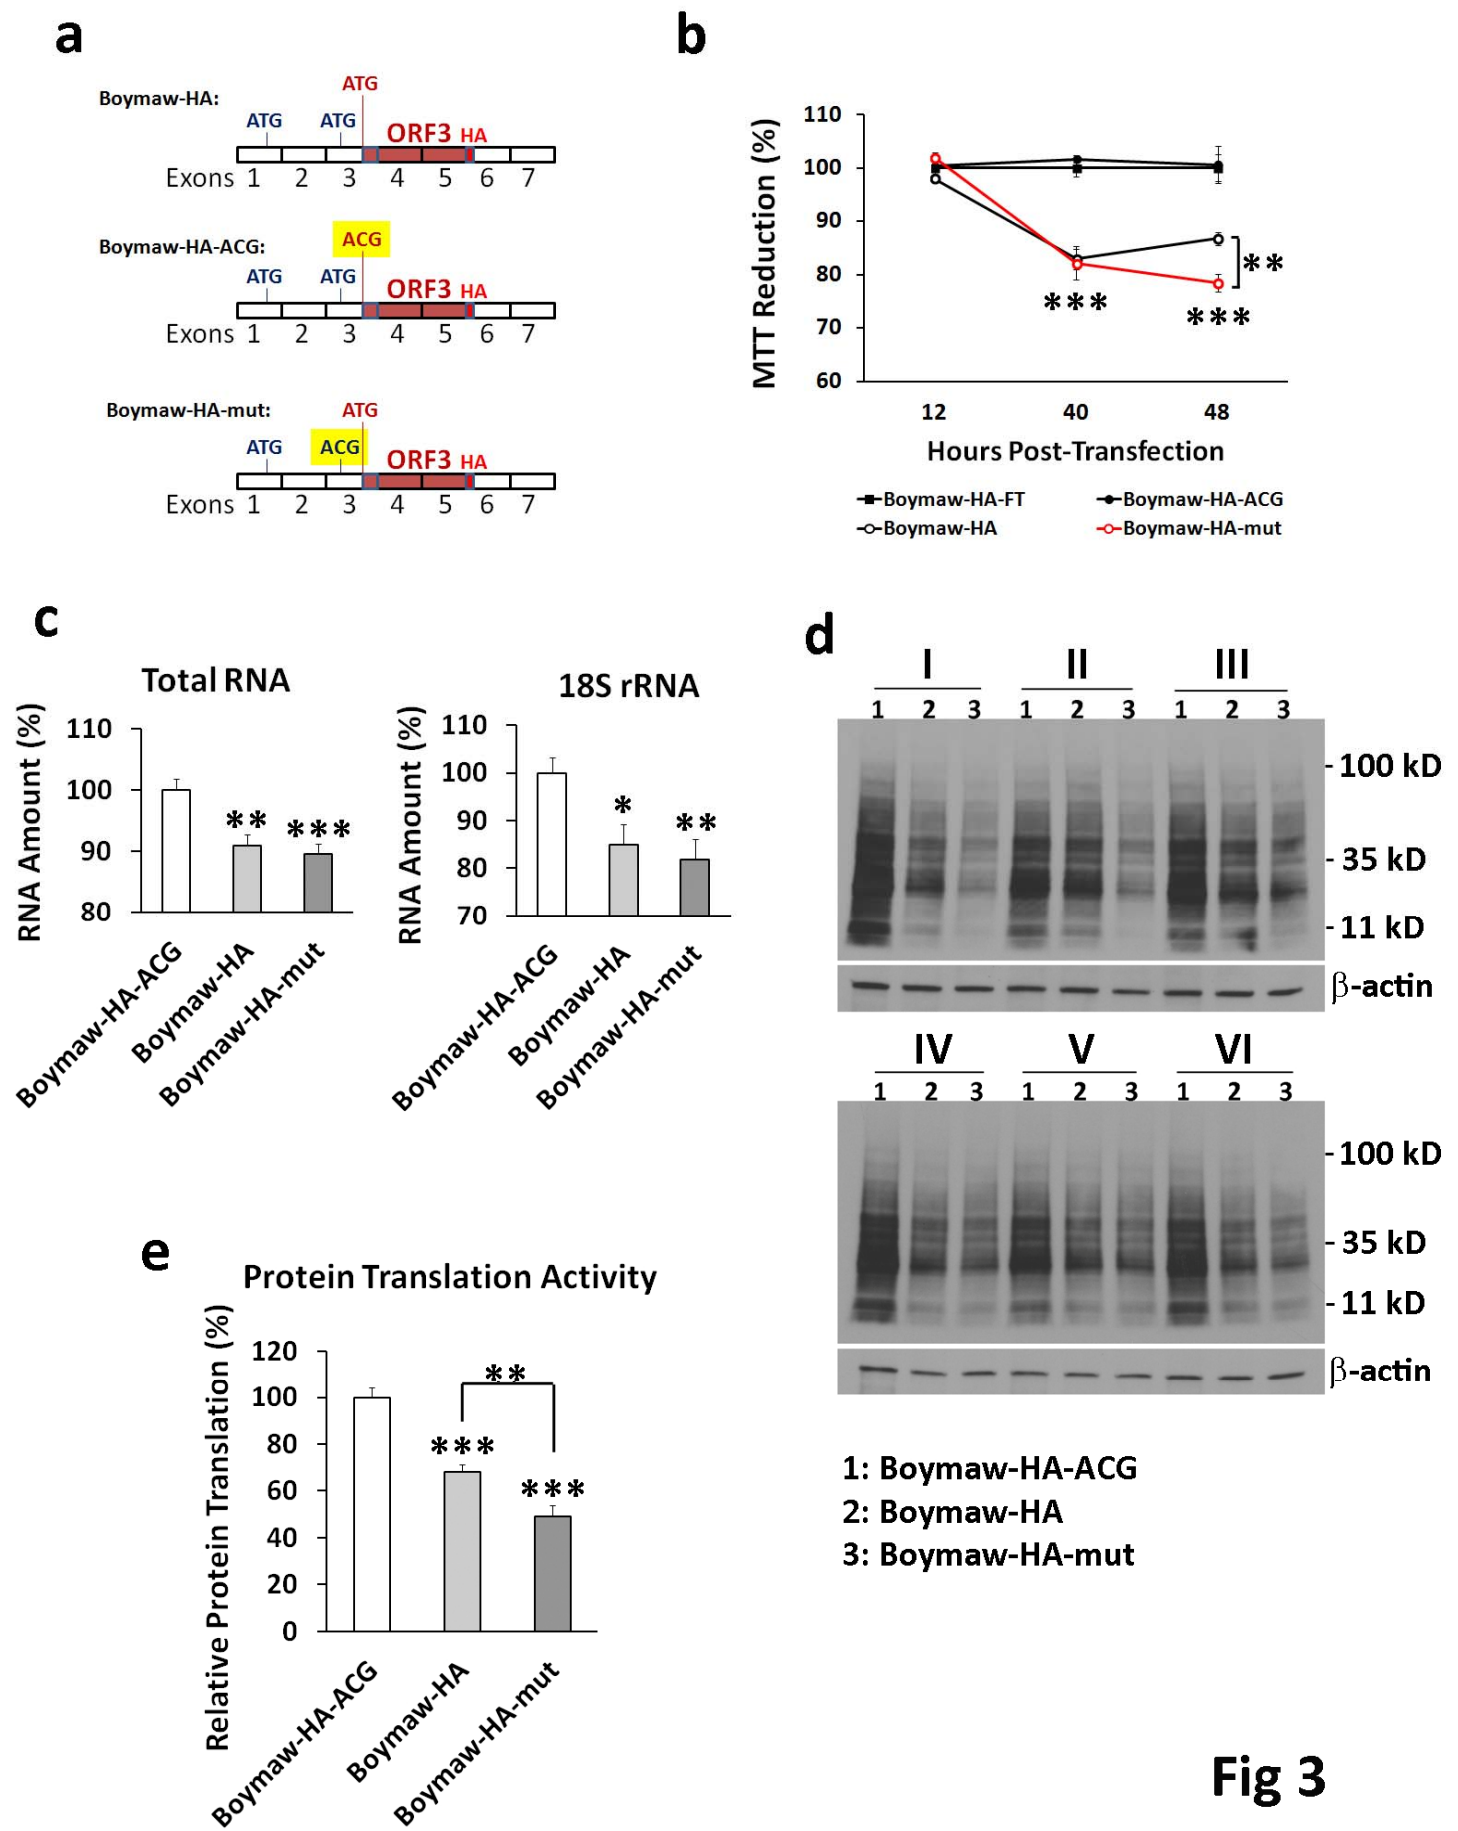 a
Boymaw-HA:
ATG
ATG ATG
ORF3 HA
Exons 1 2 3 4 5 6 7
Boymaw-HA-ACG:
ACG
ATG ATG
ORF3 HA
Exons 1 2 3 4 5 6 7
Boymaw-HA-mut:
ATG
ATG ACG
ORF3 HA
Exons 1 2 3 4 5 6 7
b
MTT Reduction (%)
110
100
90
80
70
60
**
***
***
12 40 48
Hours Post-Transfection
Boymaw-HA-FT Boymaw-HA-ACG
Boymaw-HA Boymaw-HA-mut
c
Total RNA
RNA Amount (%)
110
100
90
80
**
***
Boymaw-HA-ACG
Boymaw-HA
Boymaw-HA-mut
18S rRNA
RNA Amount (%)
110
100
90
80
70
*
**
Boymaw-HA-ACG
Boymaw-HA
Boymaw-HA-mut
d
I II III
1 2 3 1 2 3 1 2 3
- 100 kD
- 35 kD
- 11 kD
β-actin
IV V VI
1 2 3 1 2 3 1 2 3
- 100 kD
- 35 kD
- 11 kD
β-actin
1: Boymaw-HA-ACG
2: Boymaw-HA
3: Boymaw-HA-mut
e
Protein Translation Activity
Relative Protein Translation (%)
120
100
80
60
40
20
0
**
***
***
Boymaw-HA-ACG
Boymaw-HA
Boymaw-HA-mut
Fig 3